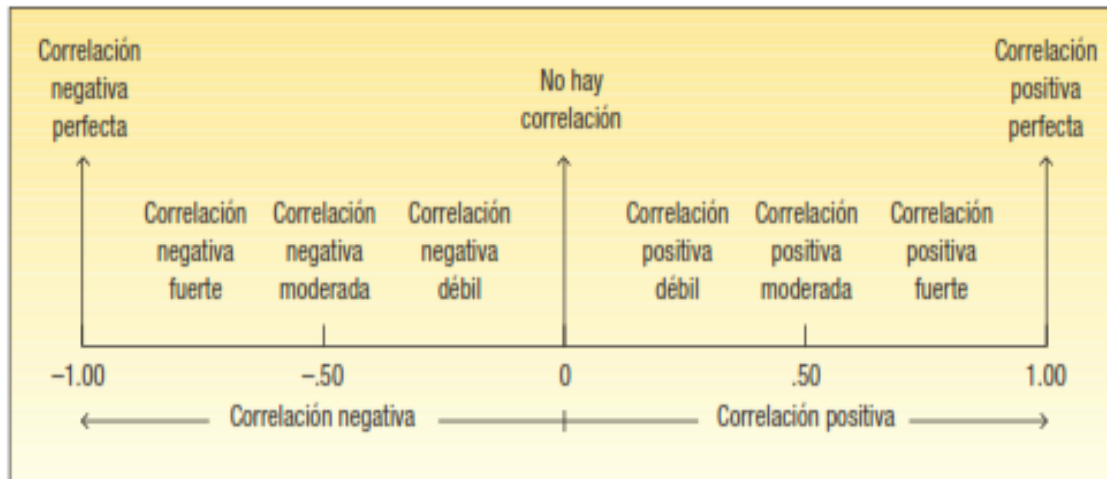 Correlación
negativa
perfecta
No hay
correlación
Correlación
positiva
perfecta
Correlación
negativa
fuerte
Correlación
negativa
moderada
Correlación
negativa
débil
Correlación
positiva
débil
Correlación
positiva
moderada
Correlación
positiva
fuerte
–1.00
–.50
0
.50
1.00
Correlación negativa
Correlación positiva